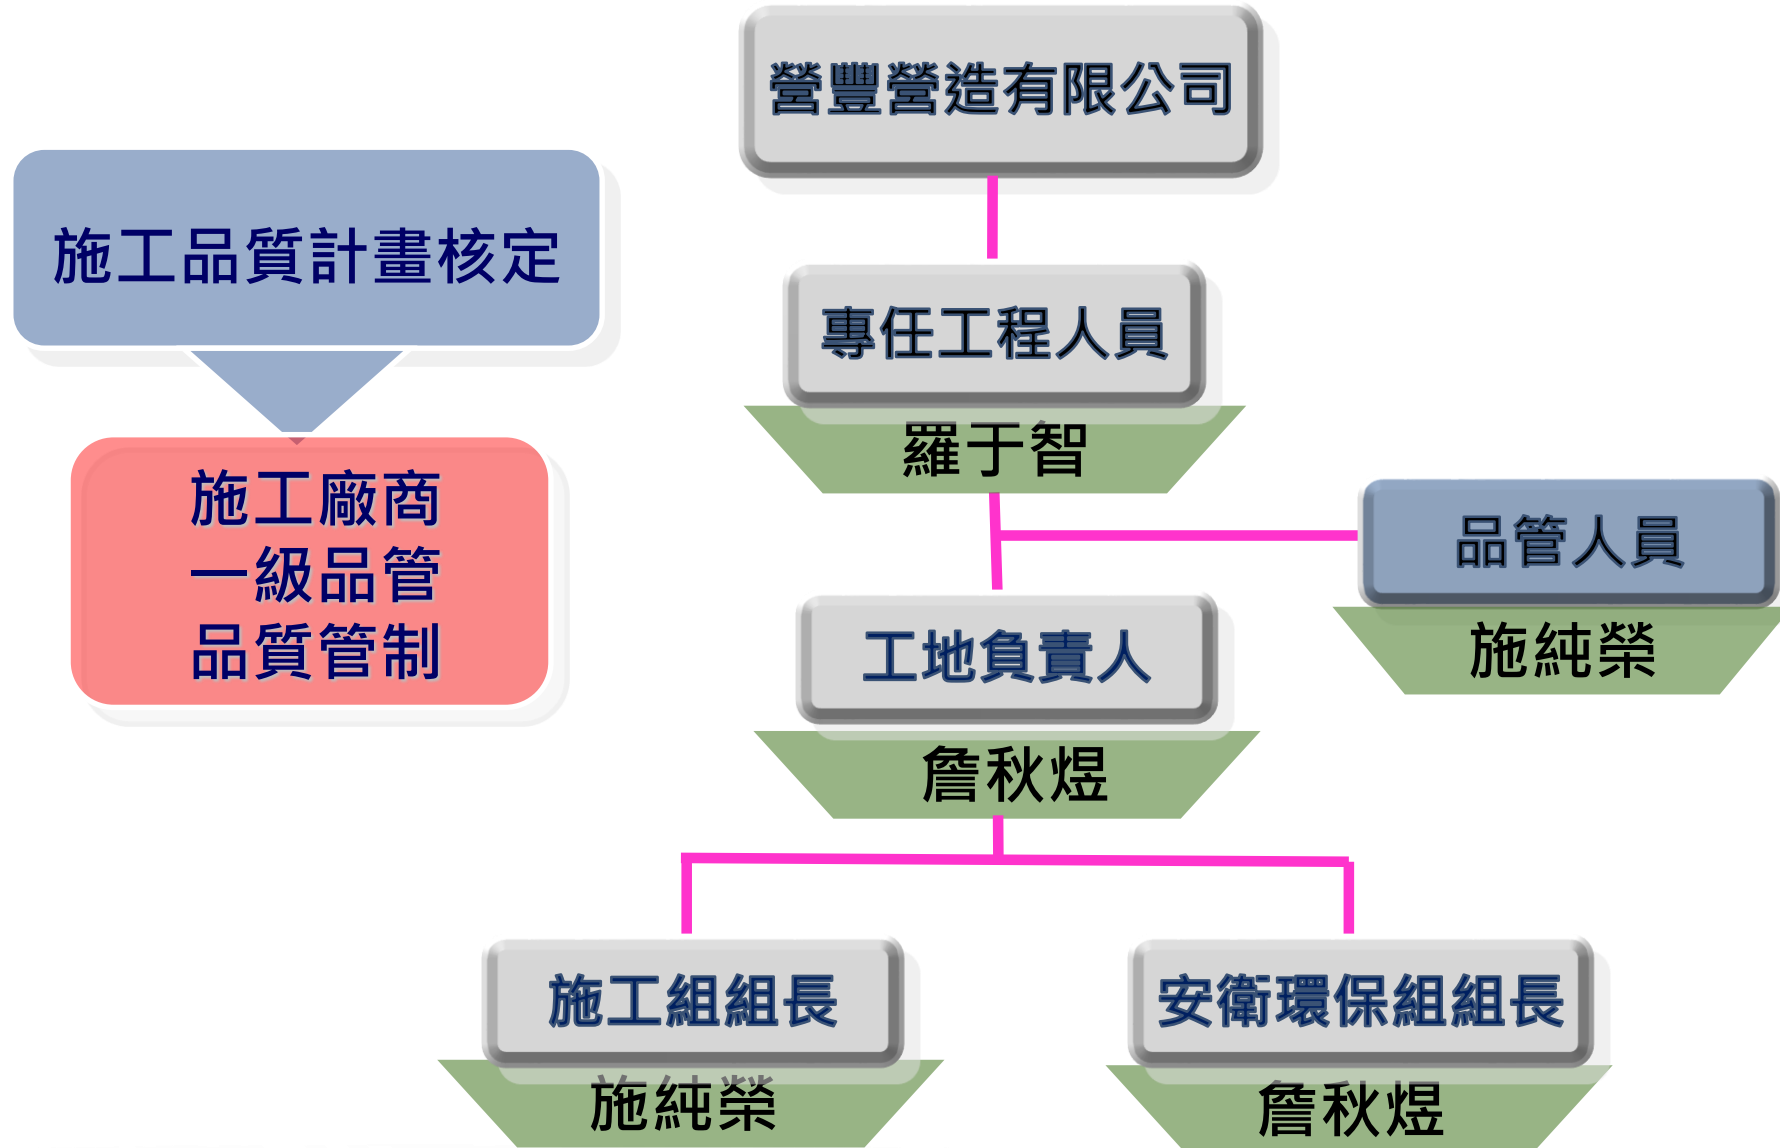 營豐營造有限公司
施工品質計畫核定
專任工程人員
羅于智
施工廠商
一級品管
品質管制
品管人員
施純榮
工地負責人
詹秋煜
施工組組長
施純榮
安衛環保組組長
詹秋煜